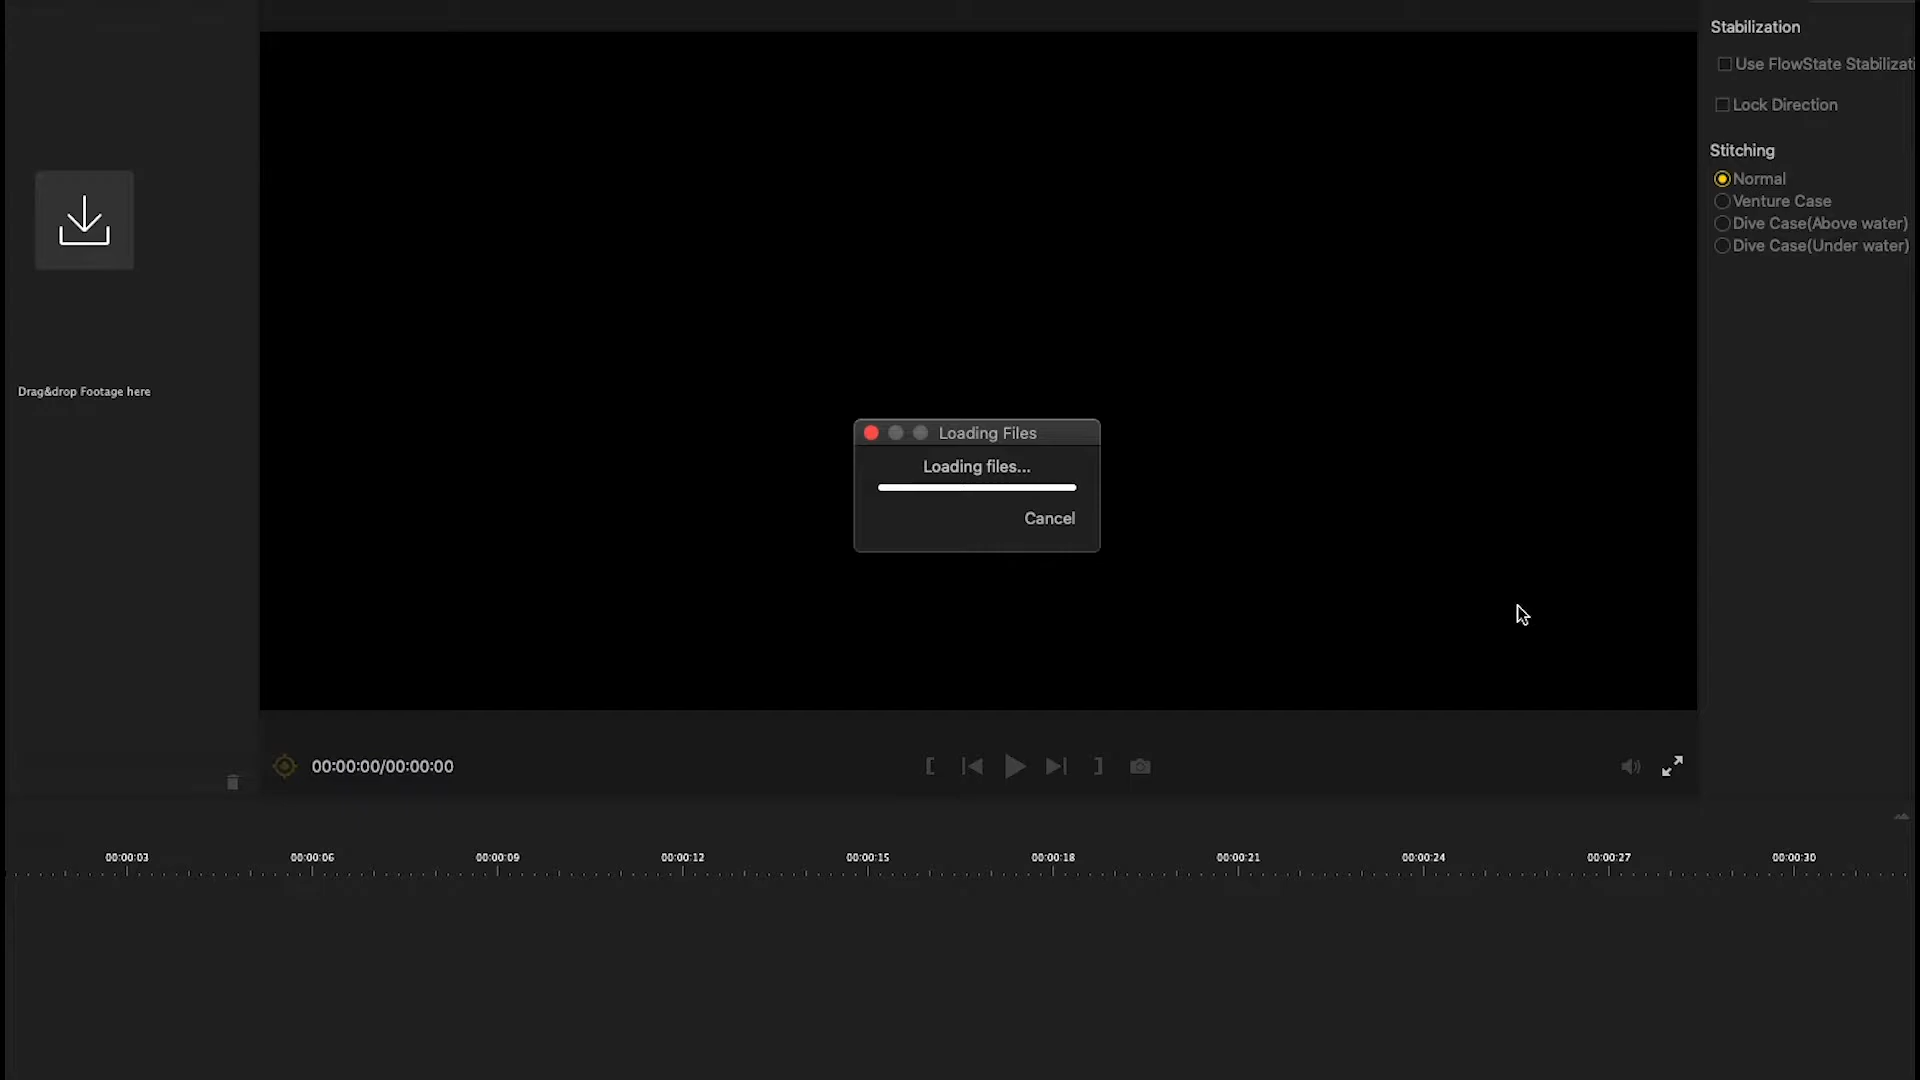 Stabilization
Use FlowState Stabilizati
Lock Direction
Stitching
Normal
Venture Case
Dive Case(Above water)
Dive Case(Under water)
Drag&drop Footage here
Loading Files
Loading files...
Cancel
00:00:00/00:00:00
00:00:03 00:00:06 00:00:09 00:00:12 00:00:15 00:00:18 00:00:21 00:00:24 00:00:27 00:00:30